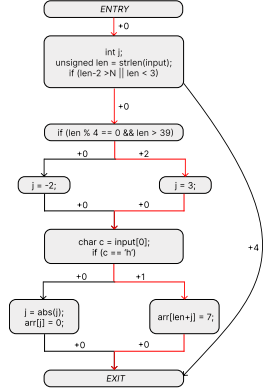 ENTRY
+0
int j;
unsigned len = strlen(input);
if (len-2 >N || len < 3)
+0
if (len % 4 == 0 && len > 39)
+0
+2
j = -2;
j = 3;
+0
+0
+4
char c = input[0];
if (c == 'h')
+0
+1
j = abs(j);
arr[j] = 0;
arr[len+j] = 7;
+0
+0
EXIT